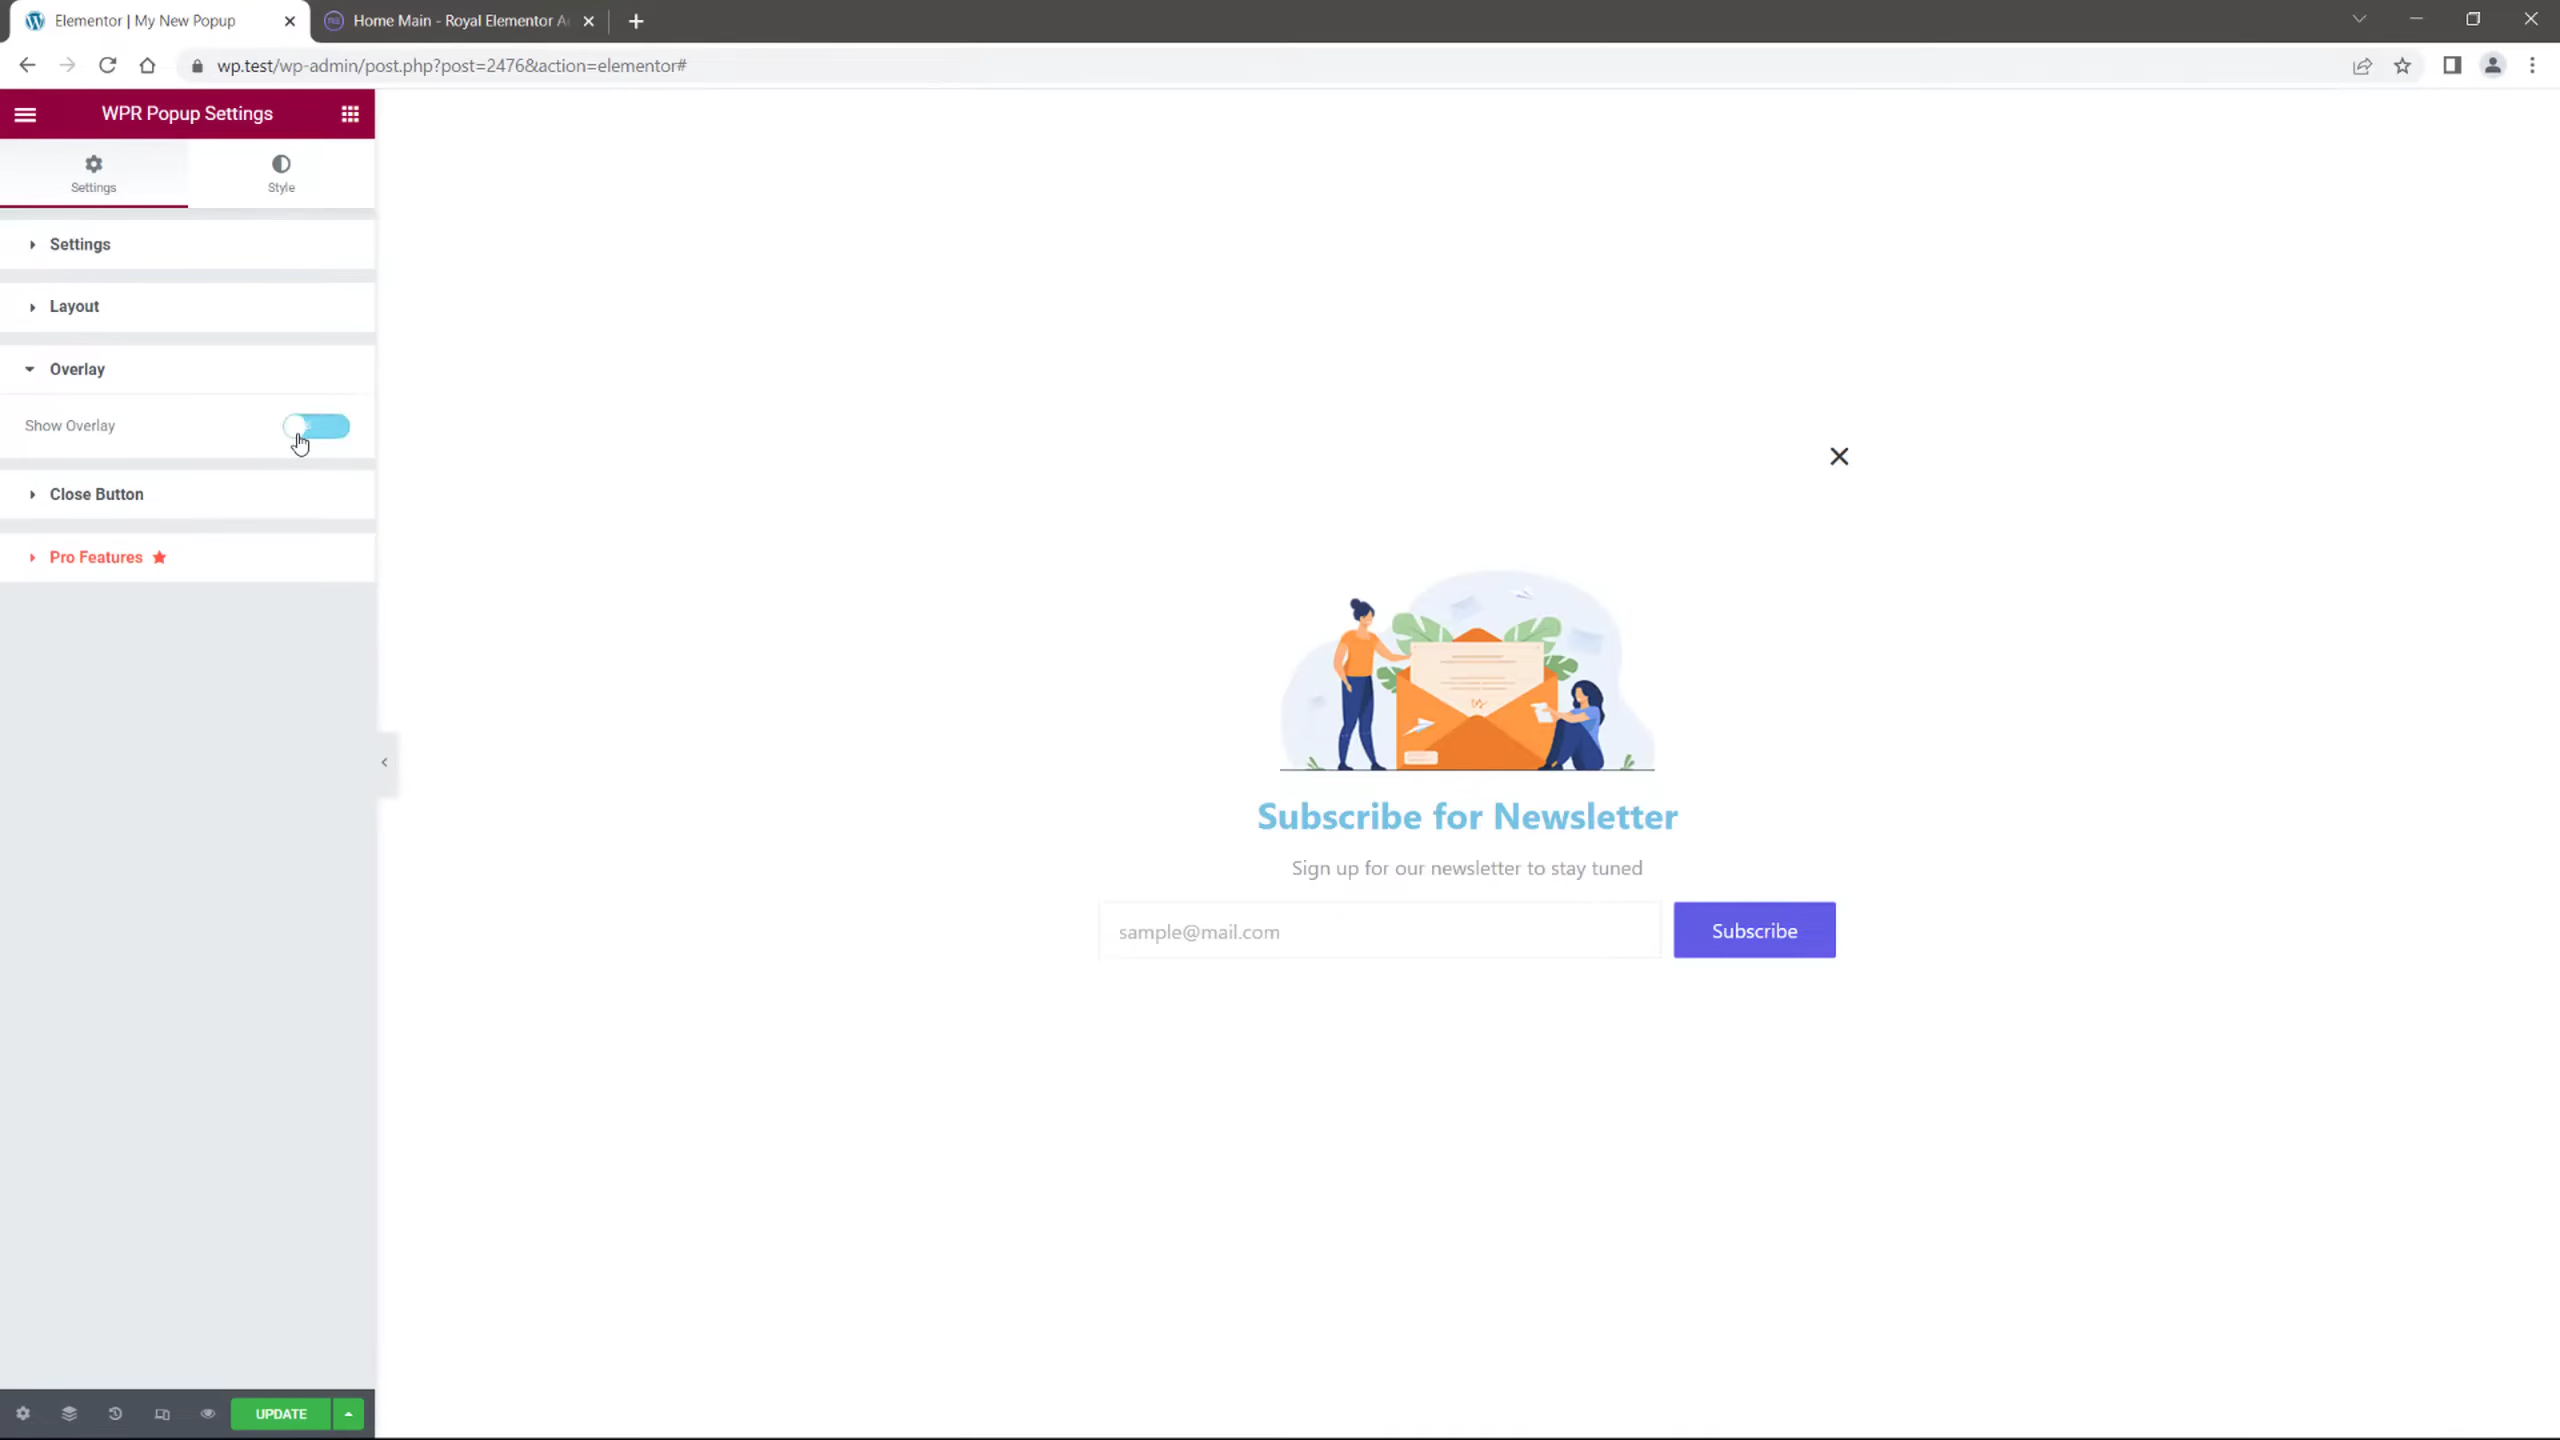 Elementor | My New Popup
Home Main - Royal Elementor A
wp.test/wp-admin/post.php?post=2476&action=elementor#
WPR Popup Settings
Settings
Style
Settings
Layout
Overlay
Show Overlay
Close Button
Pro Features
Subscribe for Newsletter
Sign up for our newsletter to stay tuned
sample@mail.com
Subscribe
UPDATE